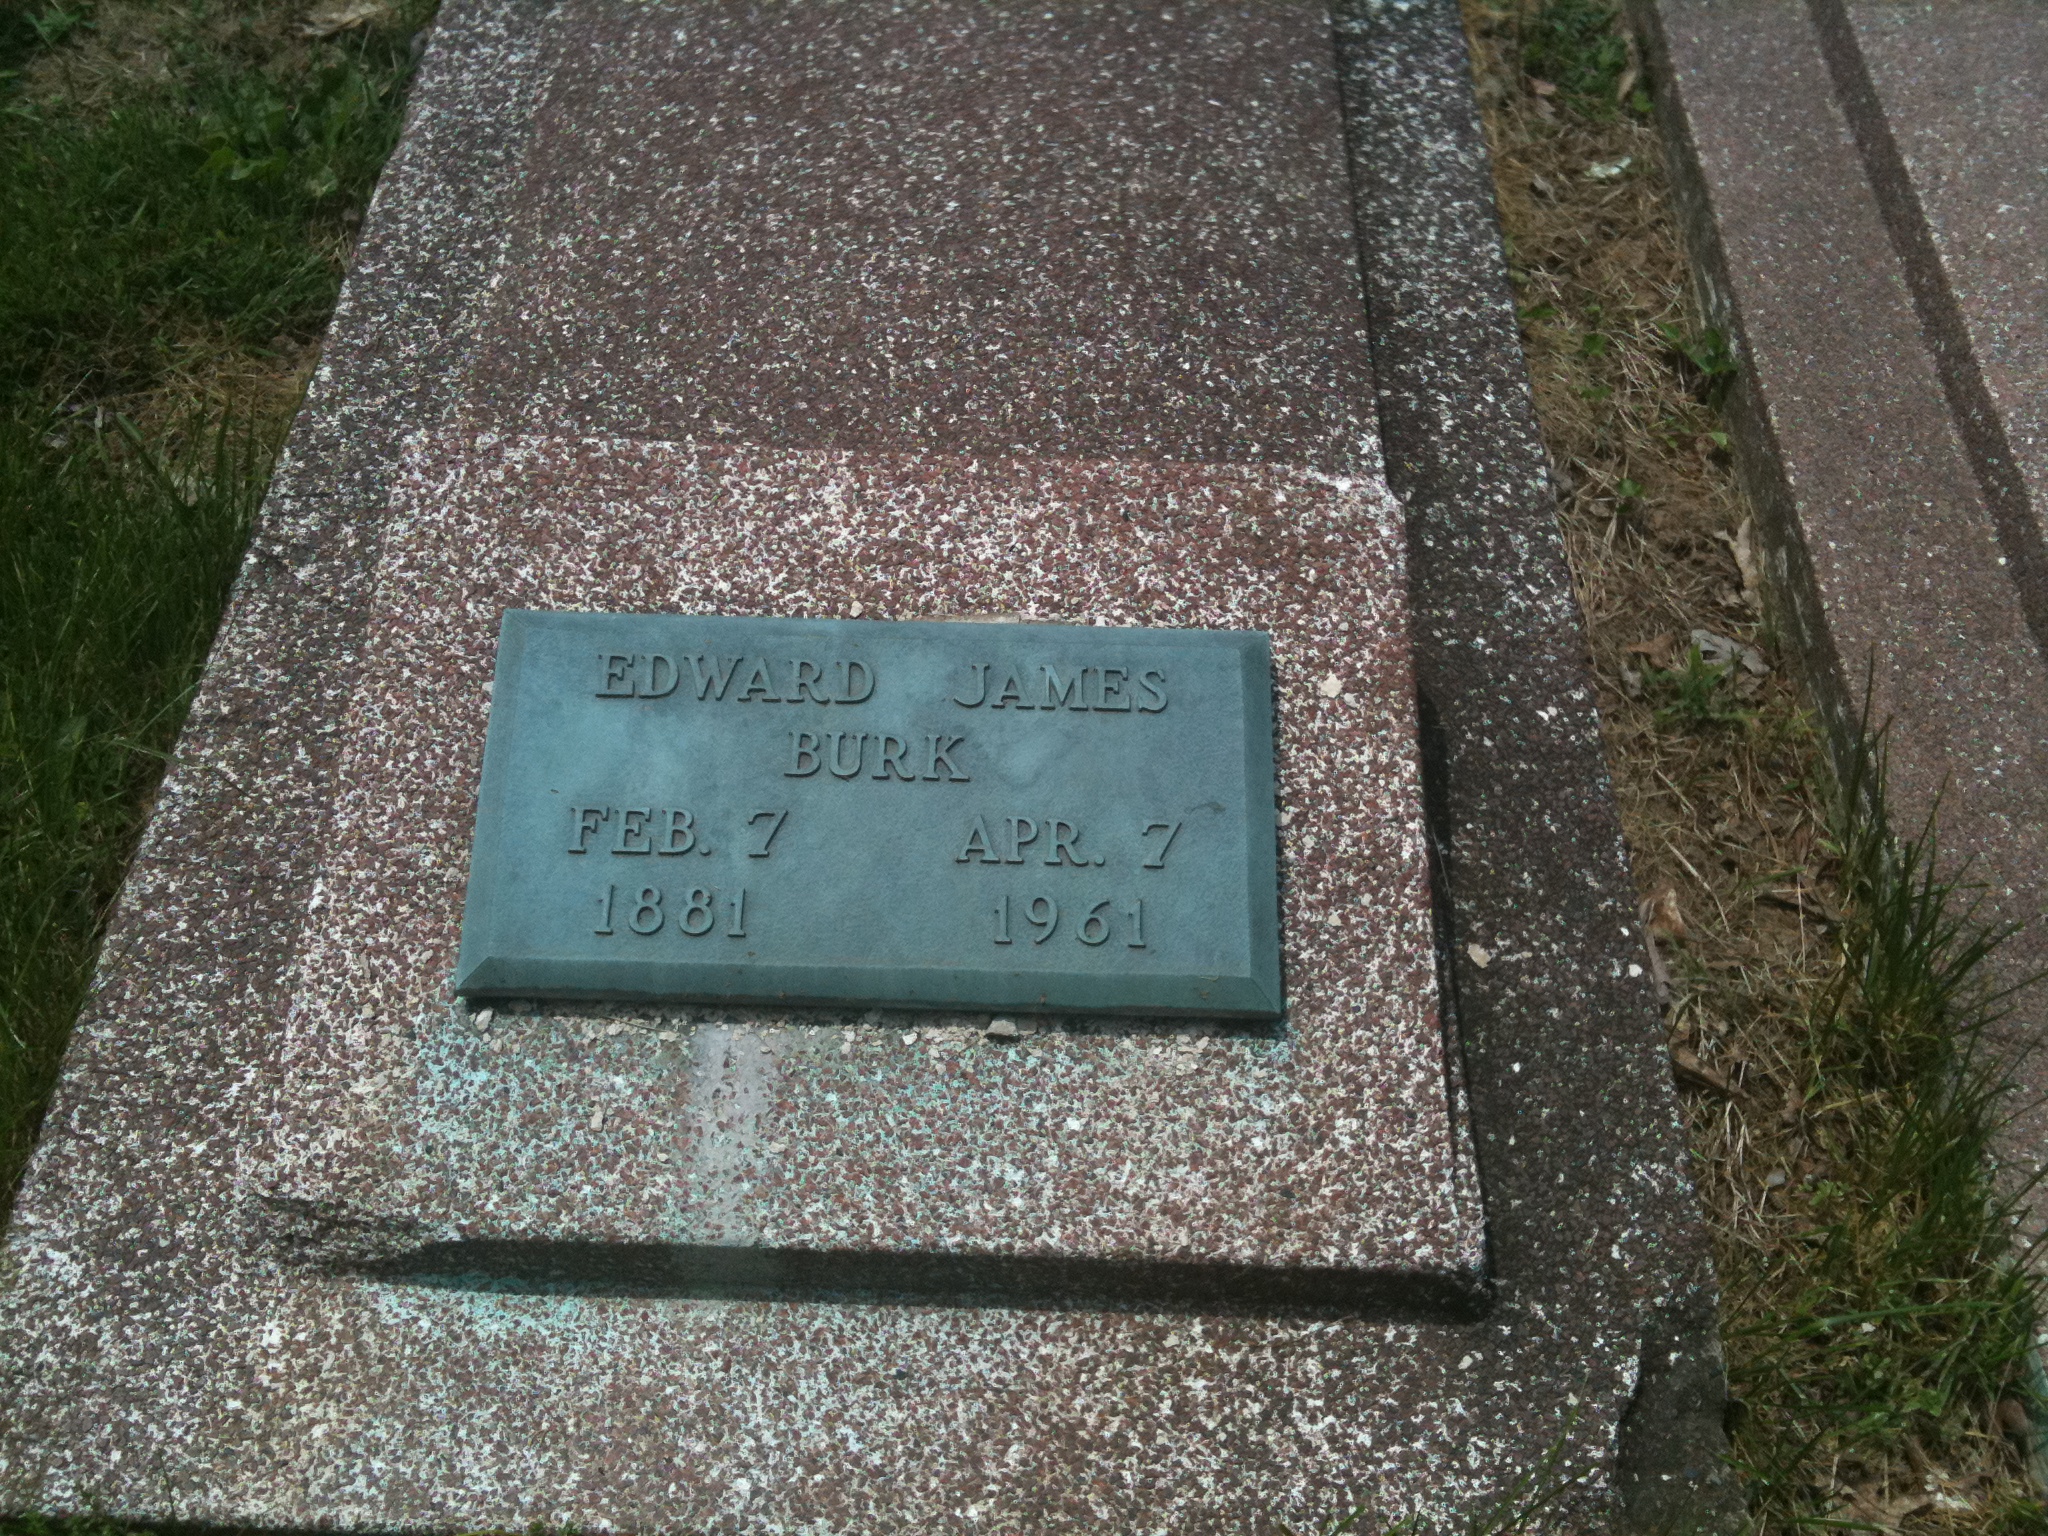 EDWARD JAMES
BURK
FEB. 7 APR. 7
1881 1961